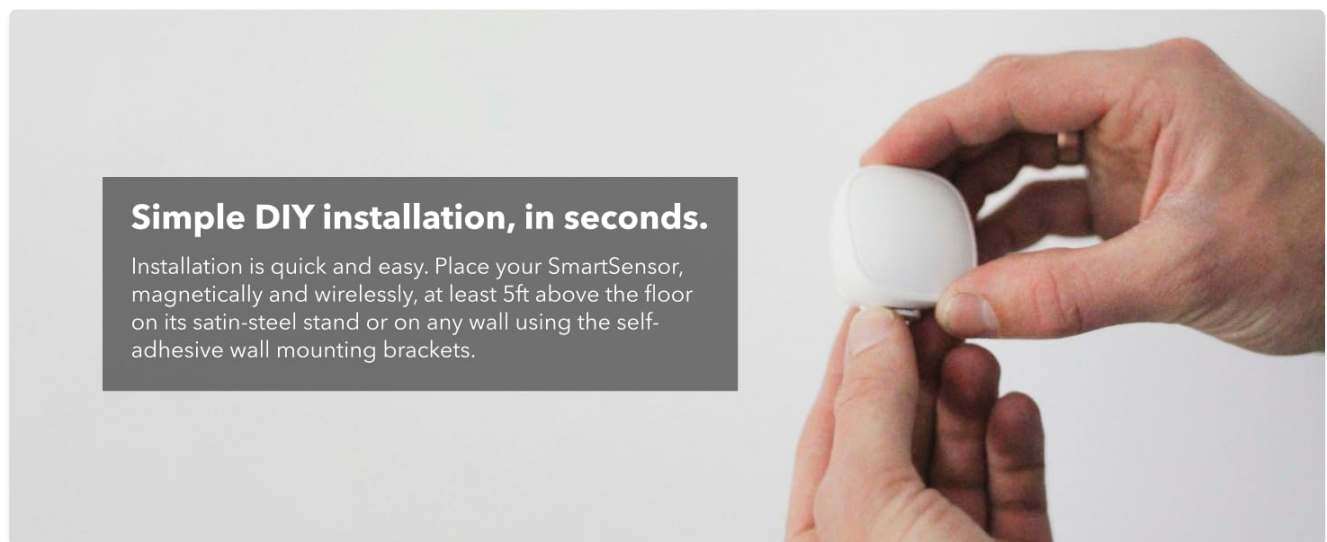 Simple DIY installation, in seconds.
Installation is quick and easy. Place your SmartSensor,
magnetically and wirelessly, at least 5ft above the floor
on its satin-steel stand or on any wall using the self-
adhesive wall mounting brackets.